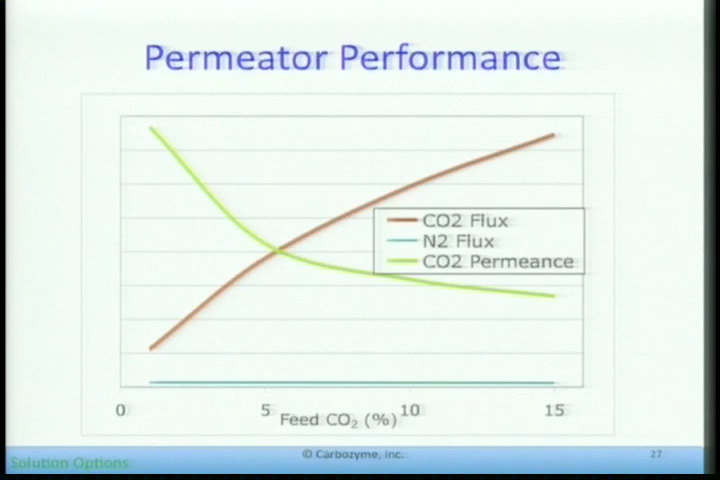 Permeator Performance
CO2 Flux
N2 Flux
CO2 Permeance
0 5 10 15
Feed CO₂ (%)
© Carbozyme, Inc.
27
Solution Options